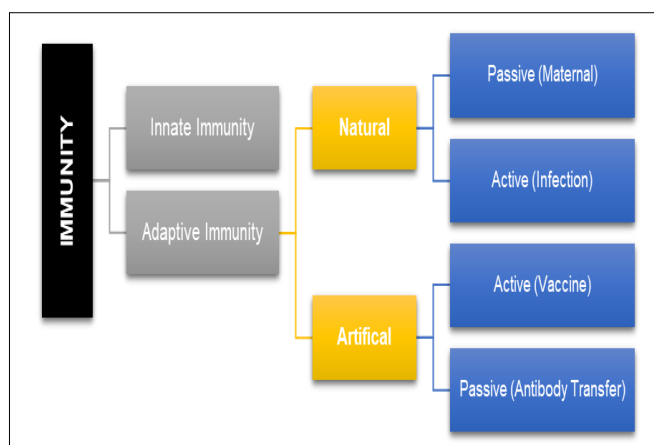 IMMUNITY
Innate Immunity
Adaptive Immunity
Natural
Artifical
Passive (Maternal)
Active (Infection)
Active (Vaccine)
Passive (Antibody Transfer)